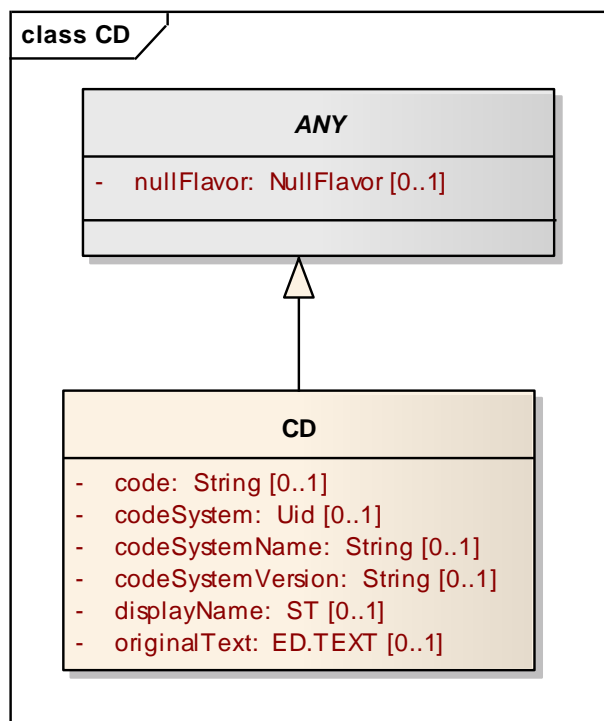 class CD
ANY
- nullFlavor: NullFlavor [0..1]
CD
- code: String [0..1]
- codeSystem: Uid [0..1]
- codeSystemName: String [0..1]
- codeSystemVersion: String [0..1]
- displayName: ST [0..1]
- originalText: ED.TEXT [0..1]